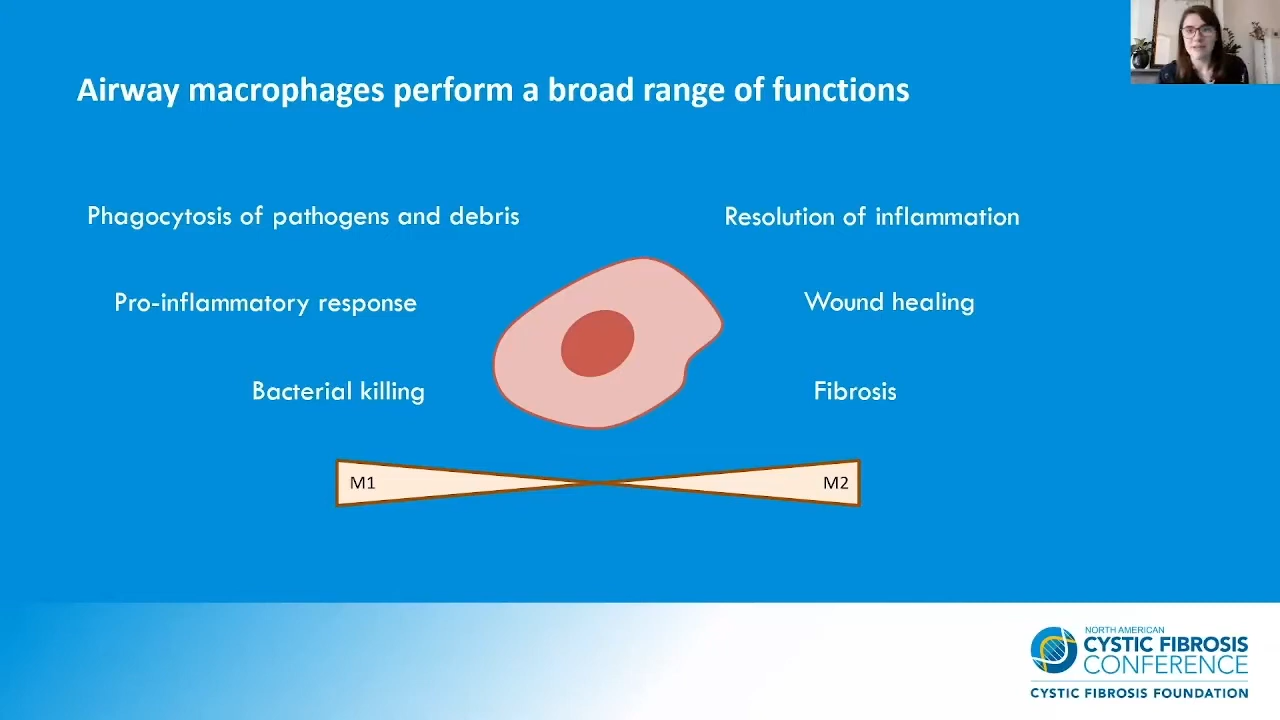 Airway macrophages perform a broad range of functions
Phagocytosis of pathogens and debris
Resolution of inflammation
Pro-inflammatory response
Wound healing
Bacterial killing
Fibrosis
M1
M2
NORTH AMERICAN
CYSTIC FIBROSIS
CONFERENCE
CYSTIC FIBROSIS FOUNDATION